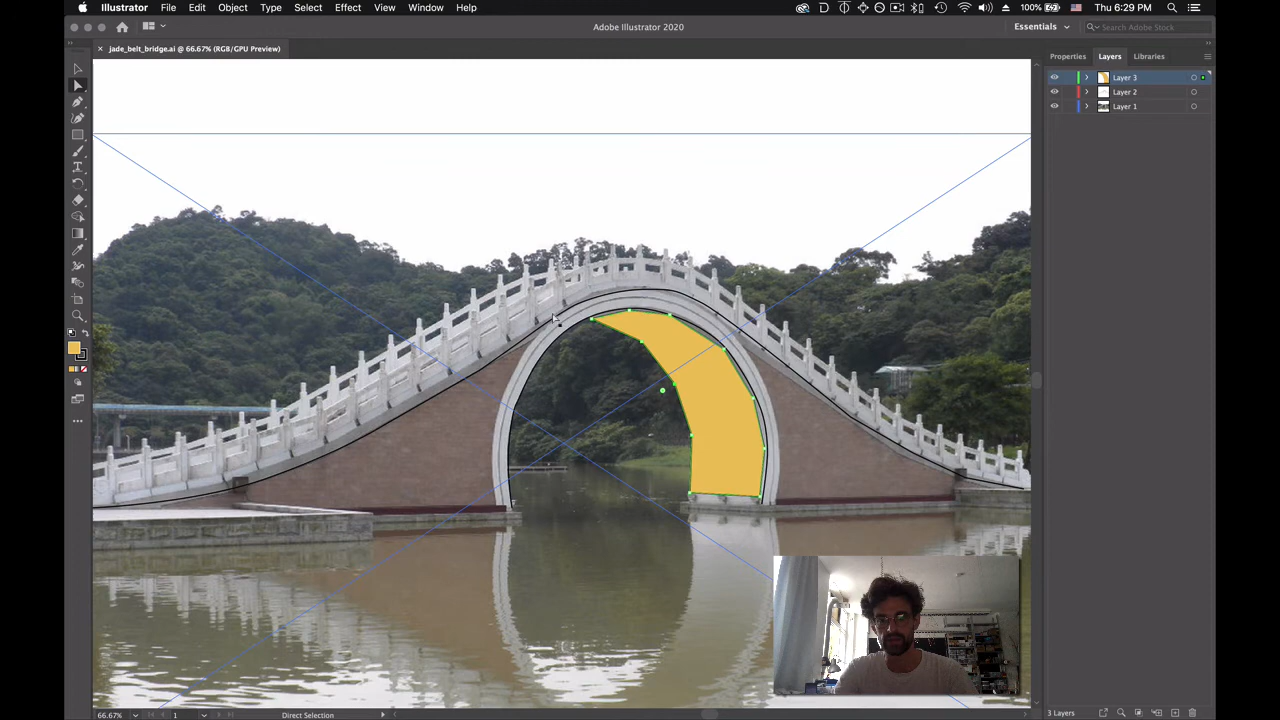 Illustrator File Edit Object Type Select Effect View Window Help 100% Thu 6:29 PM
Adobe Illustrator 2020 Essentials Search Adobe Stock
× jade_belt_bridge.ai @ 66.67% (RGB/GPU Preview)
Properties Layers Libraries
Layer 3
Layer 2
Layer 1
66.67% 1 Direct Selection
3 Layers